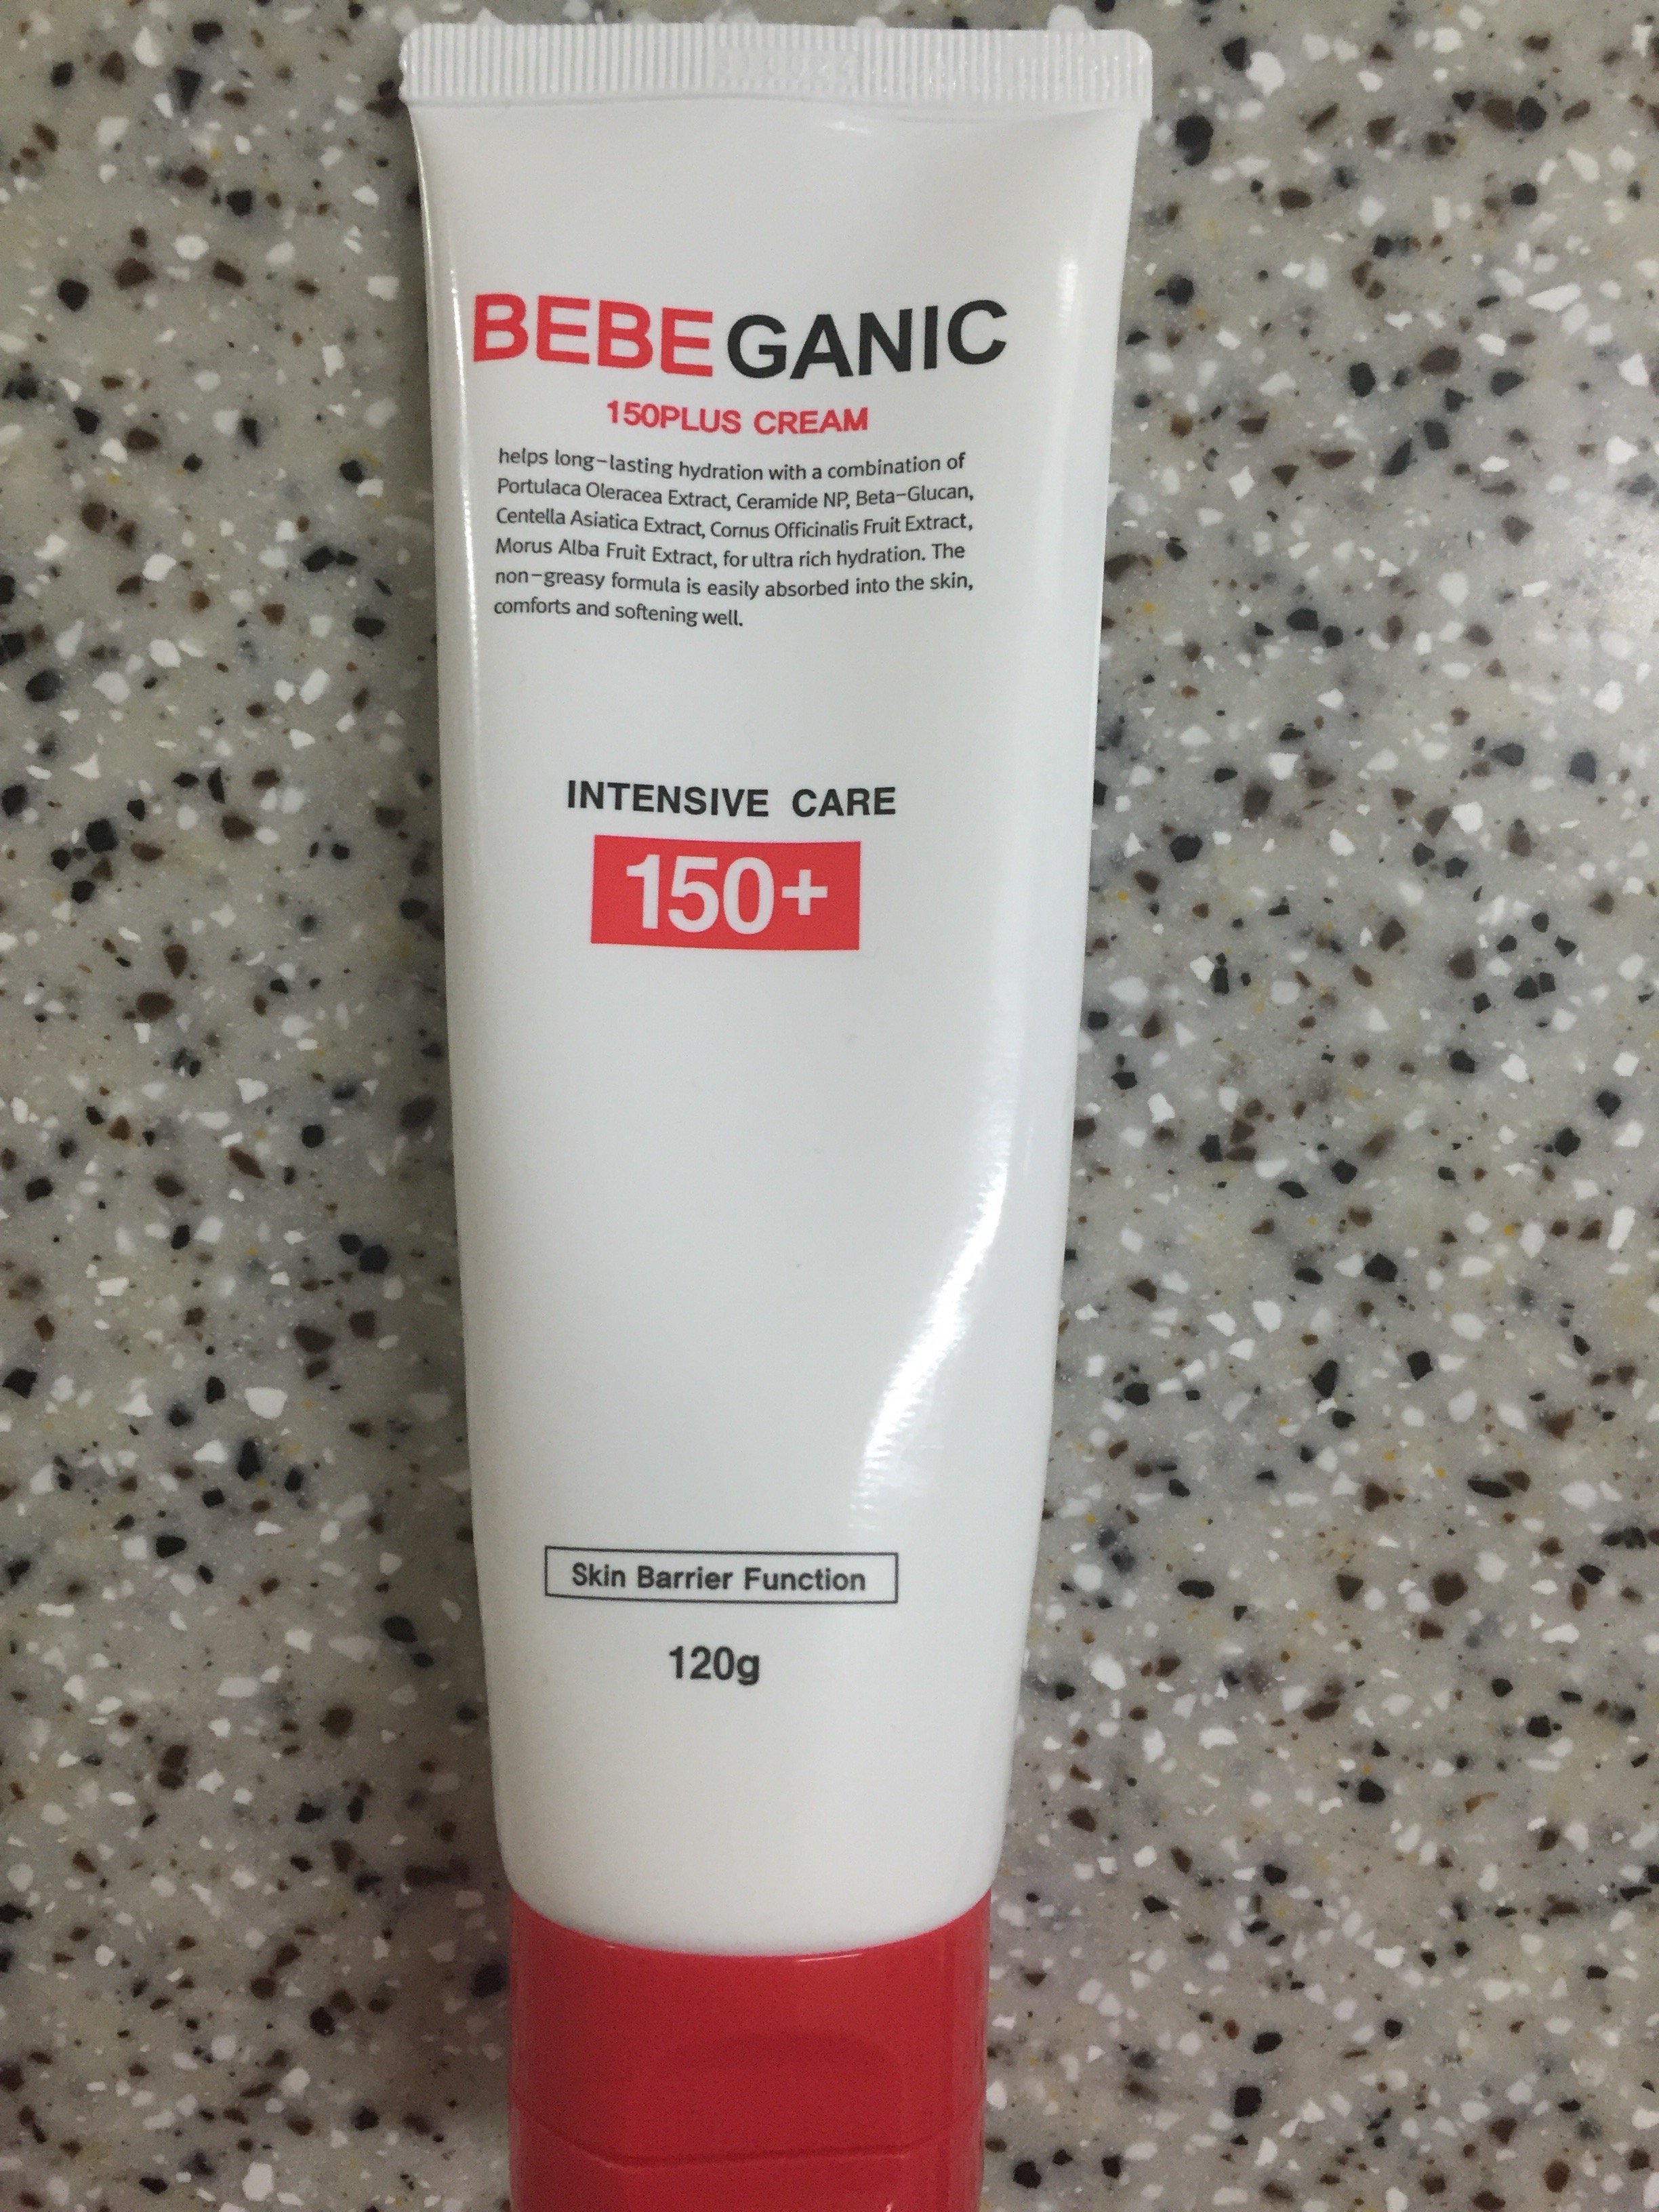 BEBEGANIC
150PLUS CREAM
helps long-lasting hydration with a combination of
Portulaca Oleracea Extract, Ceramide NP, Beta-Glucan,
Centella Asiatica Extract, Cornus Officinalis Fruit Extract,
Morus Alba Fruit Extract, for ultra rich hydration. The
non-greasy formula is easily absorbed into the skin,
comforts and softening well.
INTENSIVE CARE
150+
Skin Barrier Function
120g